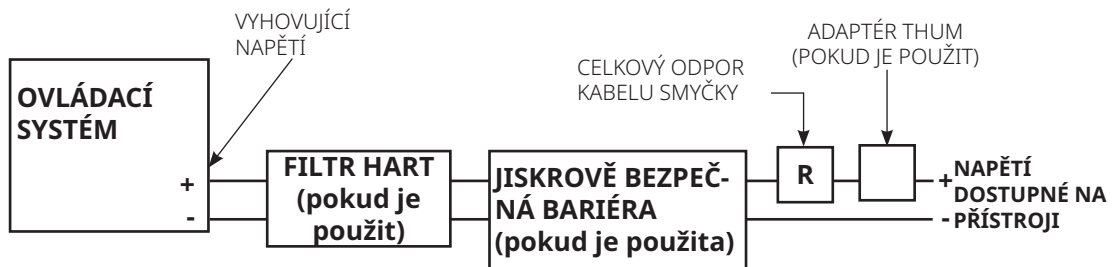 VYHOVUJÍCÍ
NAPĚTÍ
ADAPTÉR THUM
(POKUD JE POUŽIT)
CELKOVÝ ODPOR
KABELU SMYČKY
OVLÁDACÍ
SYSTÉM
+
-
FILTR HART
(pokud je
použit)
JISKROVĚ BEZPEČ-
NÁ BARIÉRA
(pokud je použita)
R
+ NAPĚTÍ
DOSTUPNÉ NA
- PŘÍSTROJI